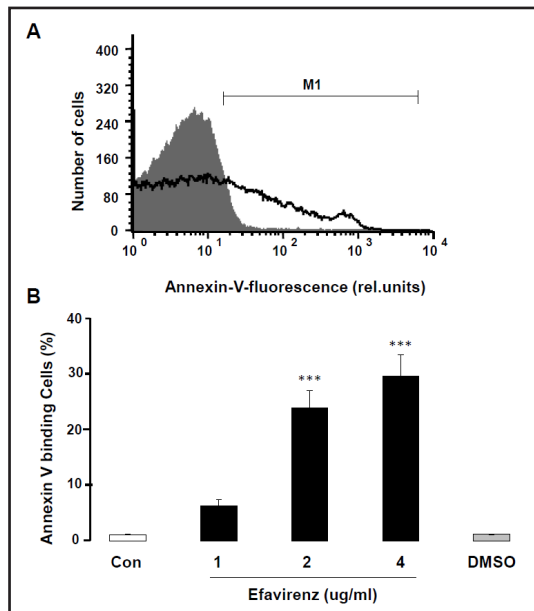 A
400
320
240
160
80
0
Number of cells
M1
10^0 10^1 10^2 10^3 10^4
Annexin-V-fluorescence (rel.units)
B
40
30
20
10
0
Annexin V binding Cells (%)
*** ***
Con 1 2 4 DMSO
Efavirenz (ug/ml)